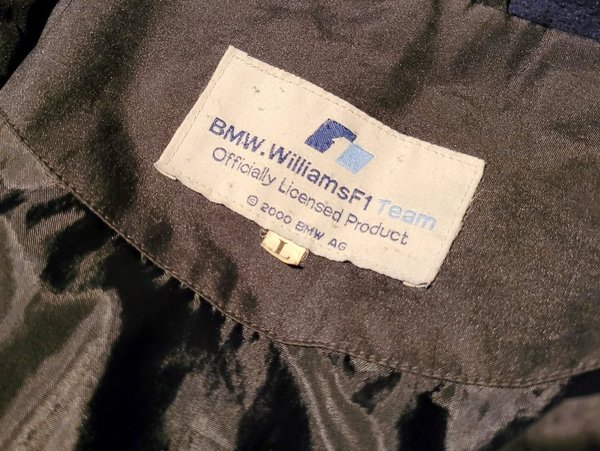 BMW.WilliamsF1 Team
Officially Licensed Product
© 2000 BMW AG
L